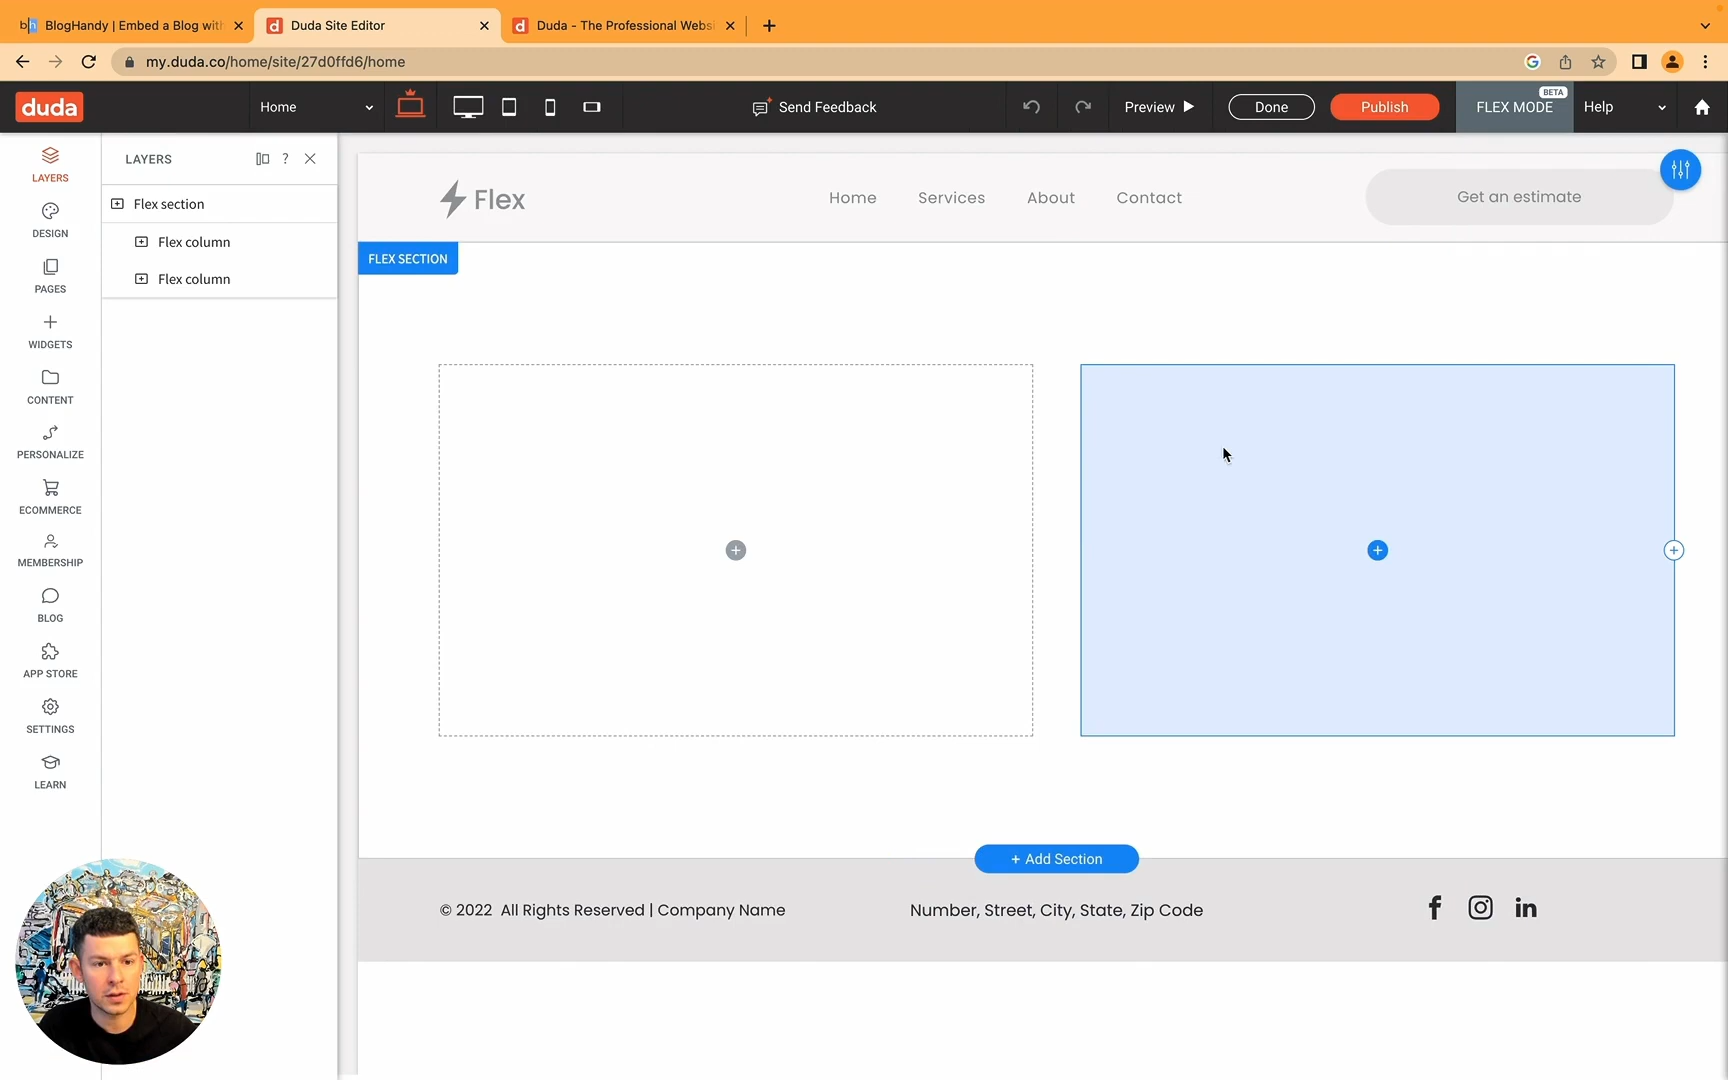 bh BlogHandy | Embed a Blog with
d Duda Site Editor
d Duda - The Professional Websi
my.duda.co/home/site/27d0ffd6/home
duda
Home
Send Feedback
Preview
Done
Publish
FLEX MODE
BETA
Help
LAYERS
DESIGN
PAGES
WIDGETS
CONTENT
PERSONALIZE
ECOMMERCE
MEMBERSHIP
BLOG
APP STORE
SETTINGS
LEARN
LAYERS
?
Flex section
Flex column
Flex column
Flex
Home Services About Contact
Get an estimate
FLEX SECTION
+ Add Section
© 2022 All Rights Reserved | Company Name
Number, Street, City, State, Zip Code